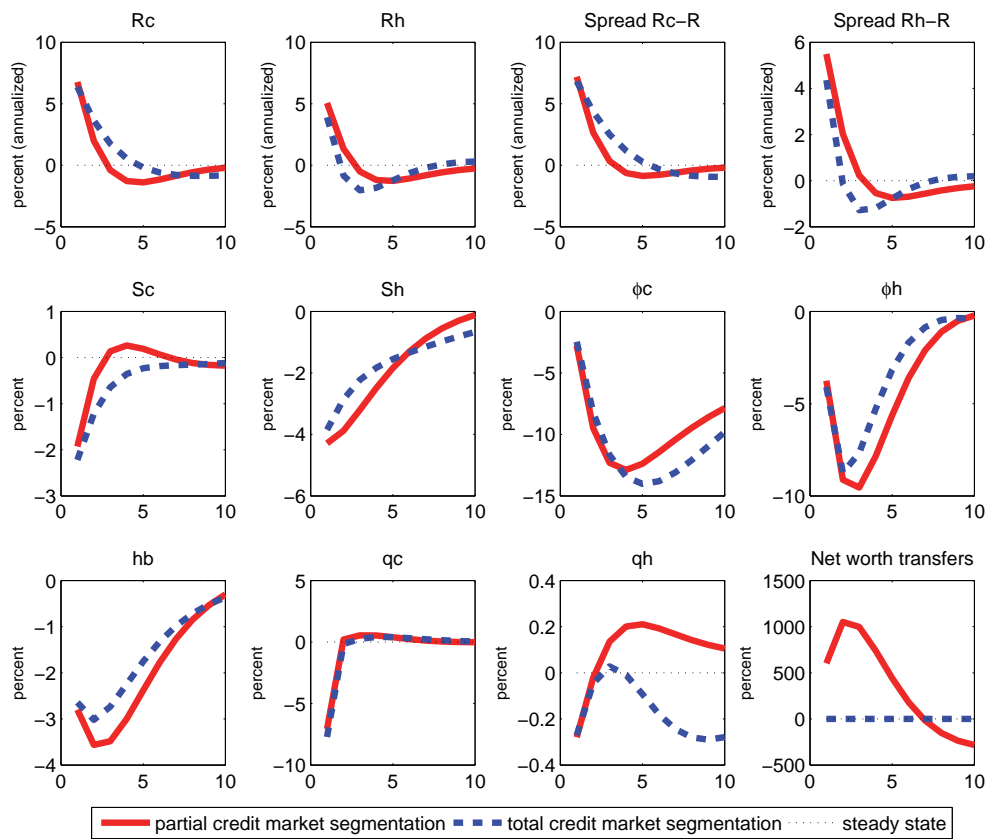 Rc Rh Spread Rc−R Spread Rh−R
percent (annualized) percent (annualized) percent (annualized) percent (annualized)
10 10 10 6
5 5 5 4
0 0 0 2
−5 −5 −5 0
−2
0 5 10 0 5 10 0 5 10 0 5 10
Sc Sh ϕc ϕh
percent percent percent percent
1 0 0 0
0 −2 −5 −5
−1 −4 −10 −10
−2 −6 −15
−3
0 5 10 0 5 10 0 5 10 0 5 10
hb qc qh Net worth transfers
percent percent percent percent
0 5 0.4 1500
−1 0 0.2 1000
−2 −5 0 500
−3 −10 −0.2 0
−4 −0.4 −500
0 5 10 0 5 10 0 5 10 0 5 10
partial credit market segmentation total credit market segmentation steady state